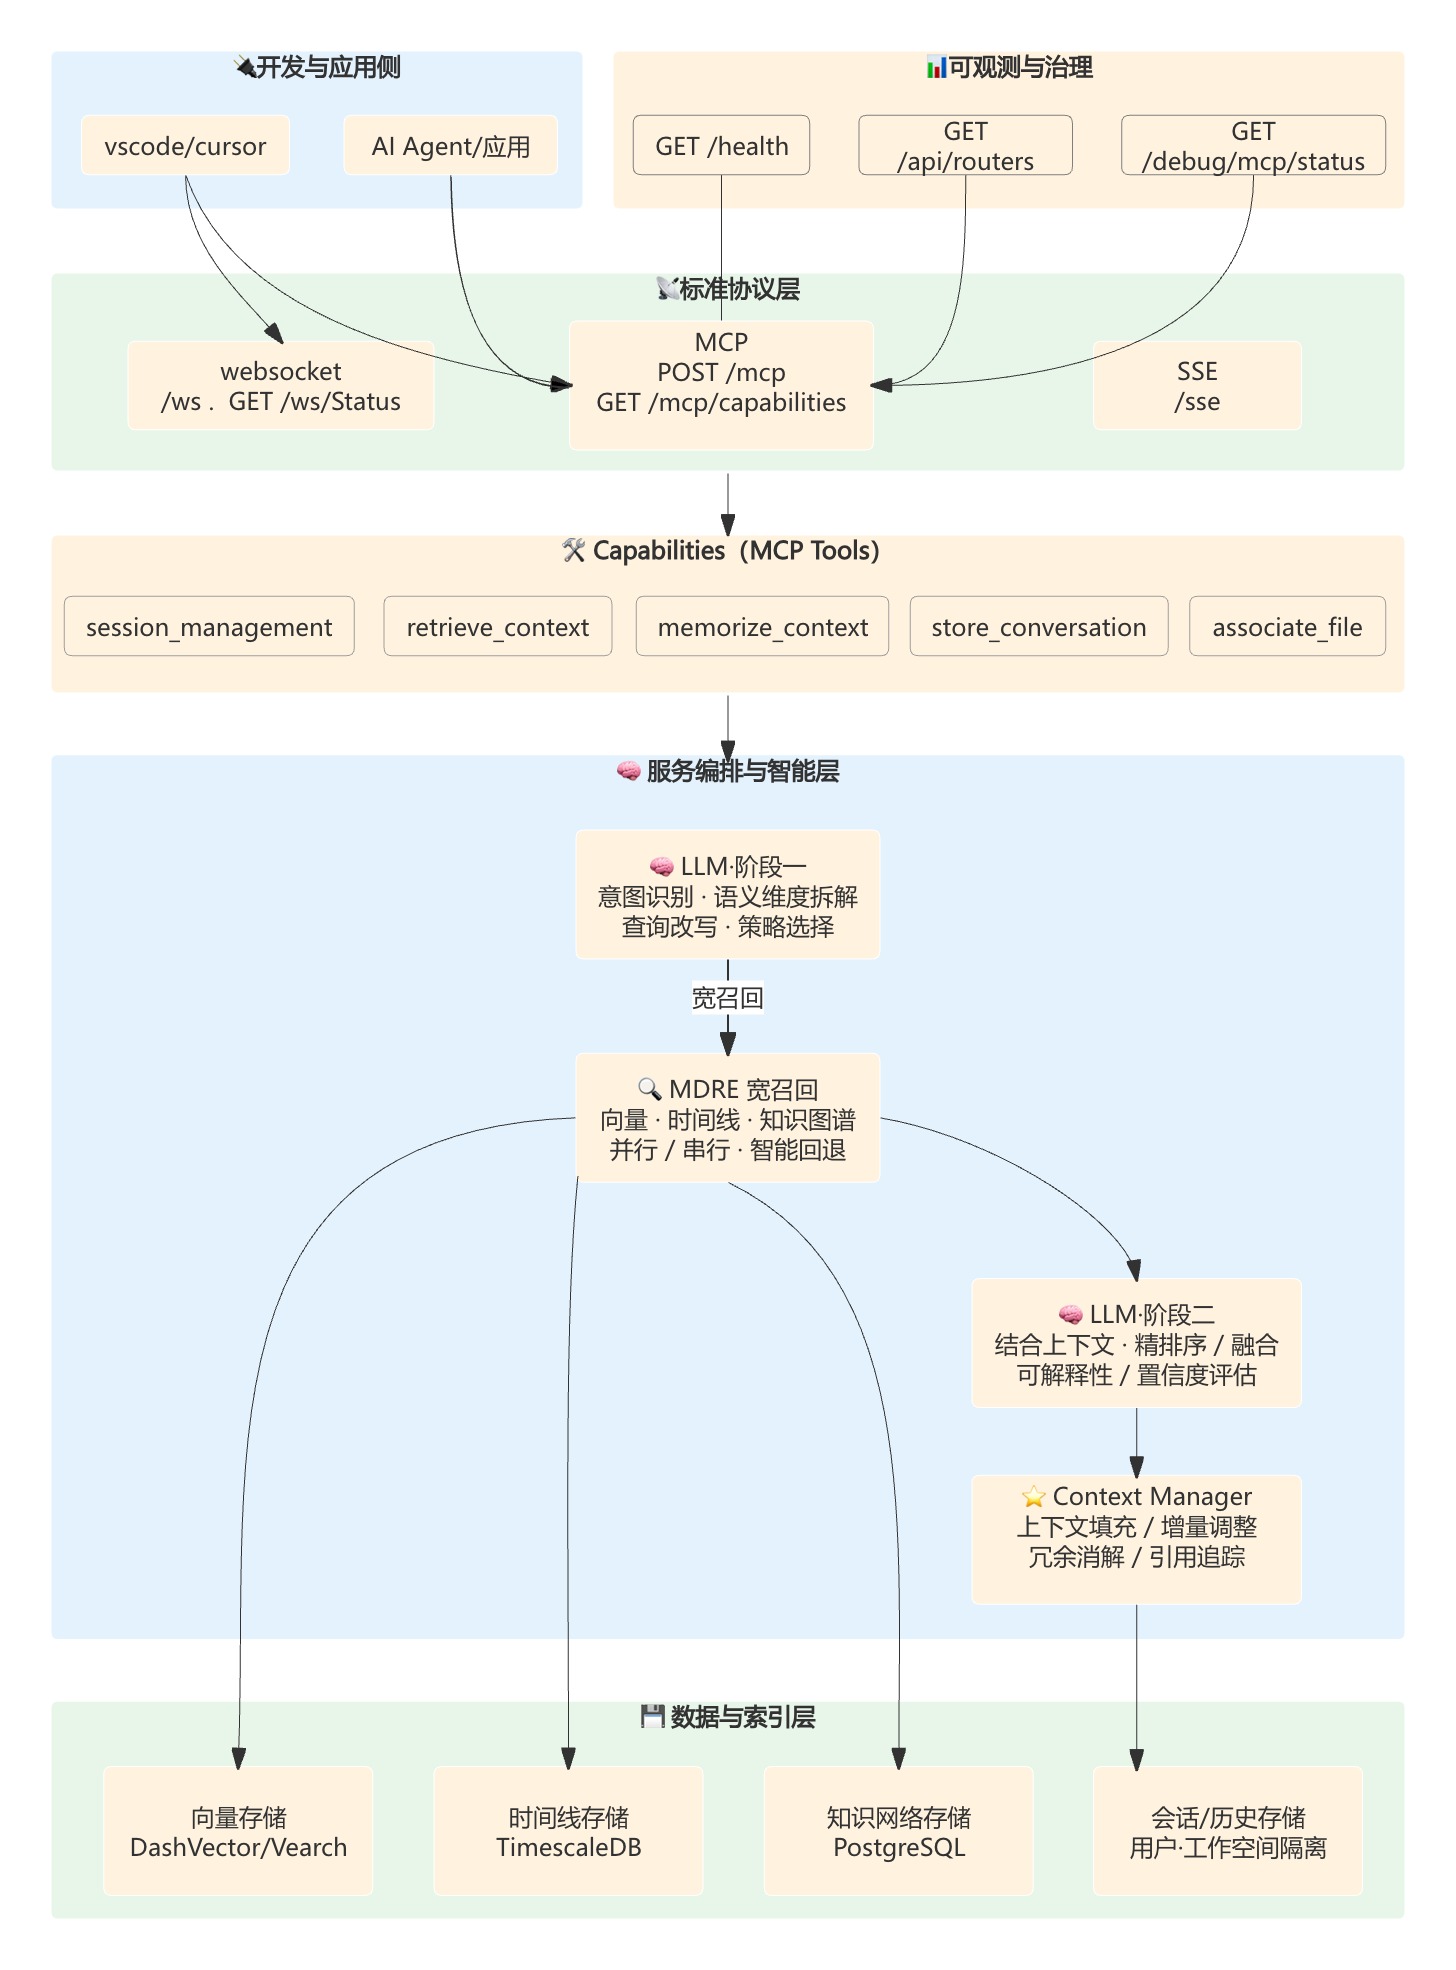 🔌开发与应用侧
vscode/cursor
AI Agent/应用
📊可观测与治理
GET /health
GET
/api/routers
GET
/debug/mcp/status
📡标准协议层
websocket
/ws .  GET /ws/Status
MCP
POST /mcp
GET /mcp/capabilities
SSE
/sse
🛠️ Capabilities（MCP Tools）
session_management
retrieve_context
memorize_context
store_conversation
associate_file
🧠 服务编排与智能层
🧠 LLM·阶段一
意图识别 · 语义维度拆解
查询改写 · 策略选择
宽召回
🔍 MDRE 宽召回
向量 · 时间线 · 知识图谱
并行 / 串行 · 智能回退
🧠 LLM·阶段二
结合上下文 · 精排序 / 融合
可解释性 / 置信度评估
⭐ Context Manager
上下文填充 / 增量调整
冗余消解 / 引用追踪
💾 数据与索引层
向量存储
DashVector/Vearch
时间线存储
TimescaleDB
知识网络存储
PostgreSQL
会话/历史存储
用户·工作空间隔离